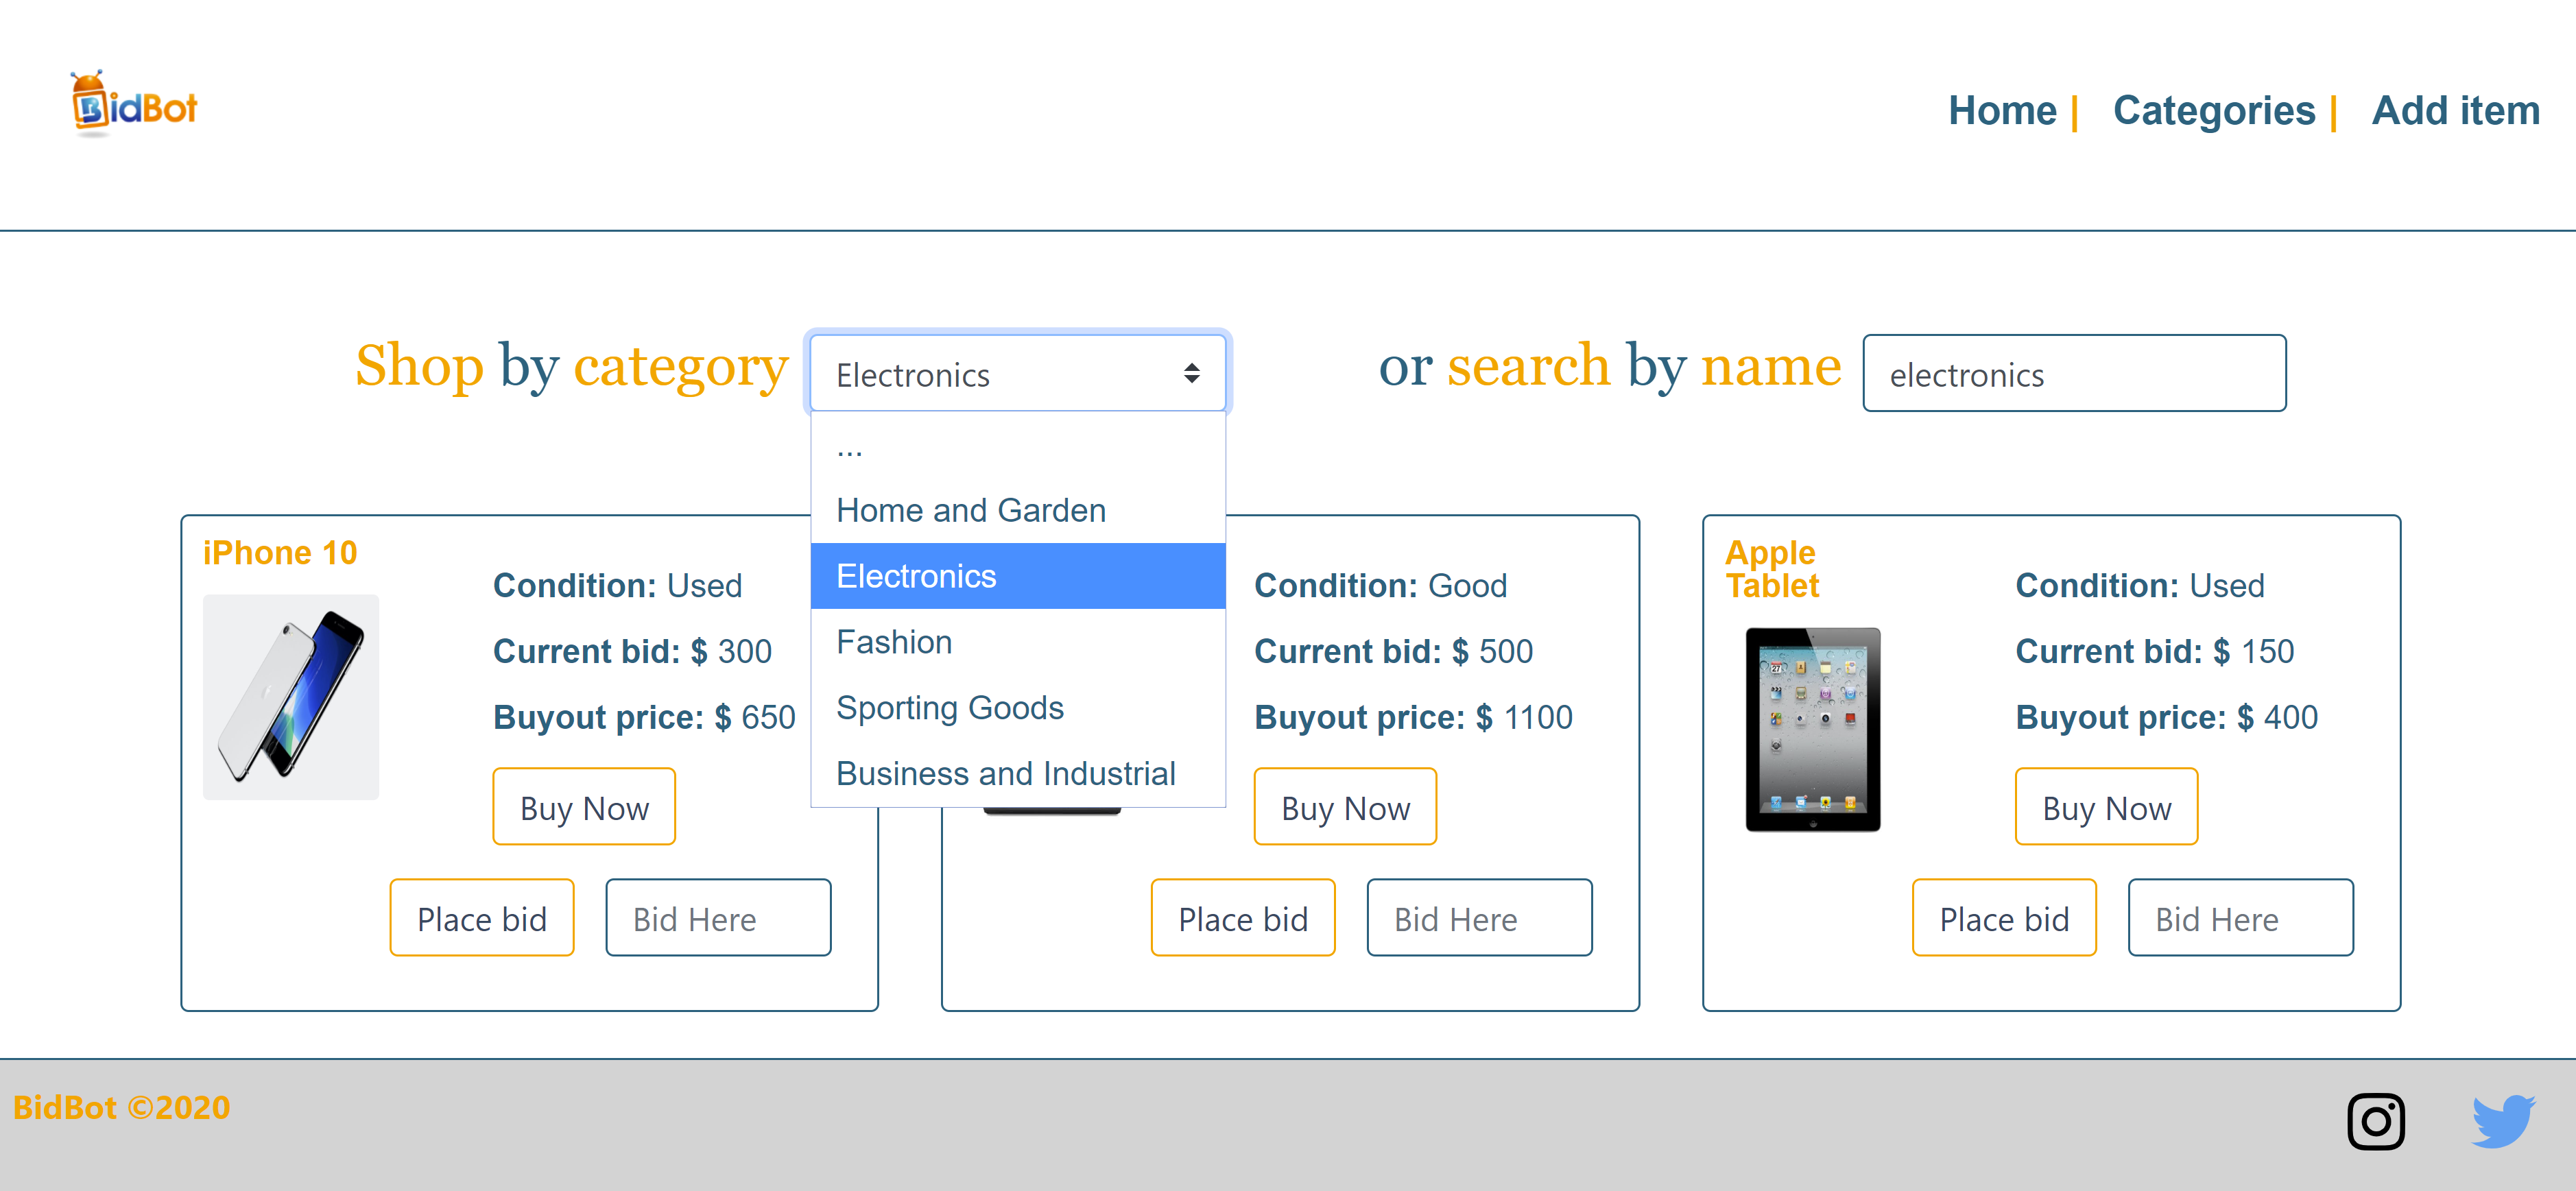 BidBot
Home | Categories | Add item
Shop by category Electronics or search by name electronics
...
Home and Garden
Electronics
Fashion
Sporting Goods
Business and Industrial
iPhone 10
Condition: Used
Current bid: $ 300
Buyout price: $ 650
Buy Now
Place bid Bid Here
Condition: Good
Current bid: $ 500
Buyout price: $ 1100
Buy Now
Place bid Bid Here
Apple
Tablet
Condition: Used
Current bid: $ 150
Buyout price: $ 400
Buy Now
Place bid Bid Here
27
BidBot ©2020